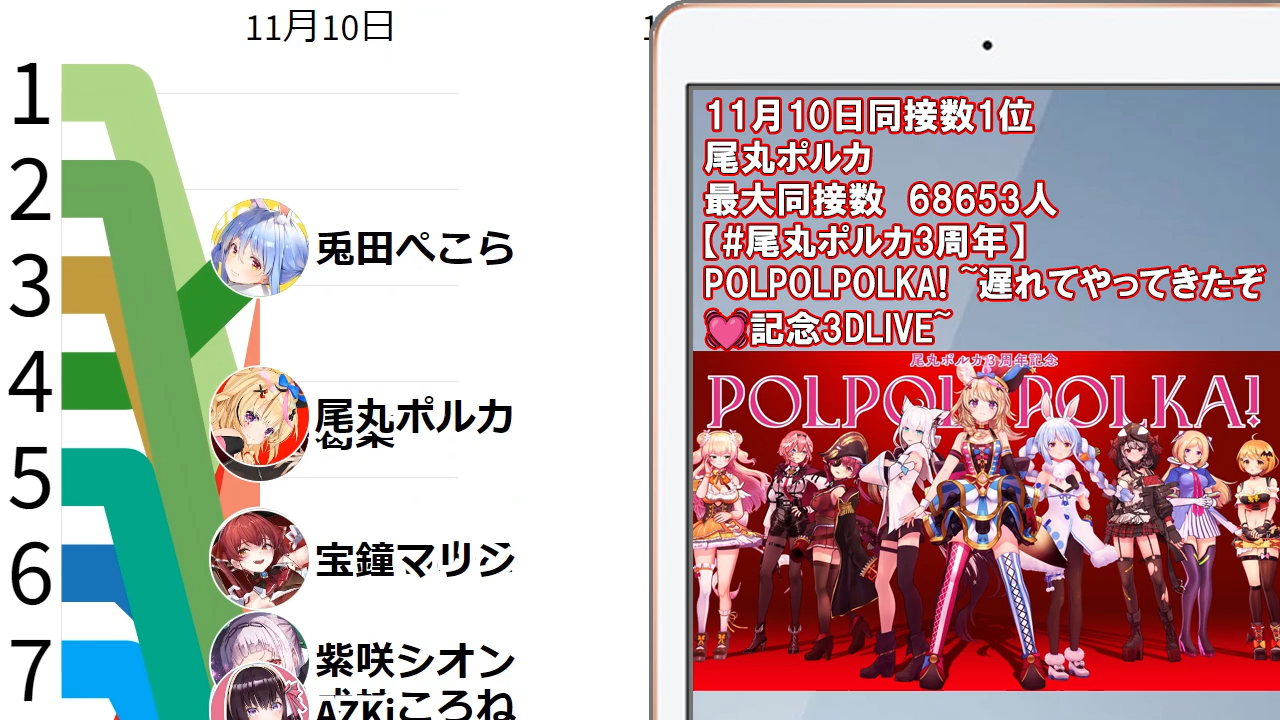 11月10日
1
2
3
4
5
6
7
兎田ぺこら
尾丸ポルカ
宝鐘マリン
紫咲シオン
AZKi
ころね
11月10日同接数1位
尾丸ポルカ
最大同接数 68653人
【#尾丸ポルカ3周年】
POLPOLPOLKA! ~遅れてやってきたぞ
💓記念3DLIVE~
尾丸ポルカ3周年記念
POLPOLPOLKA!